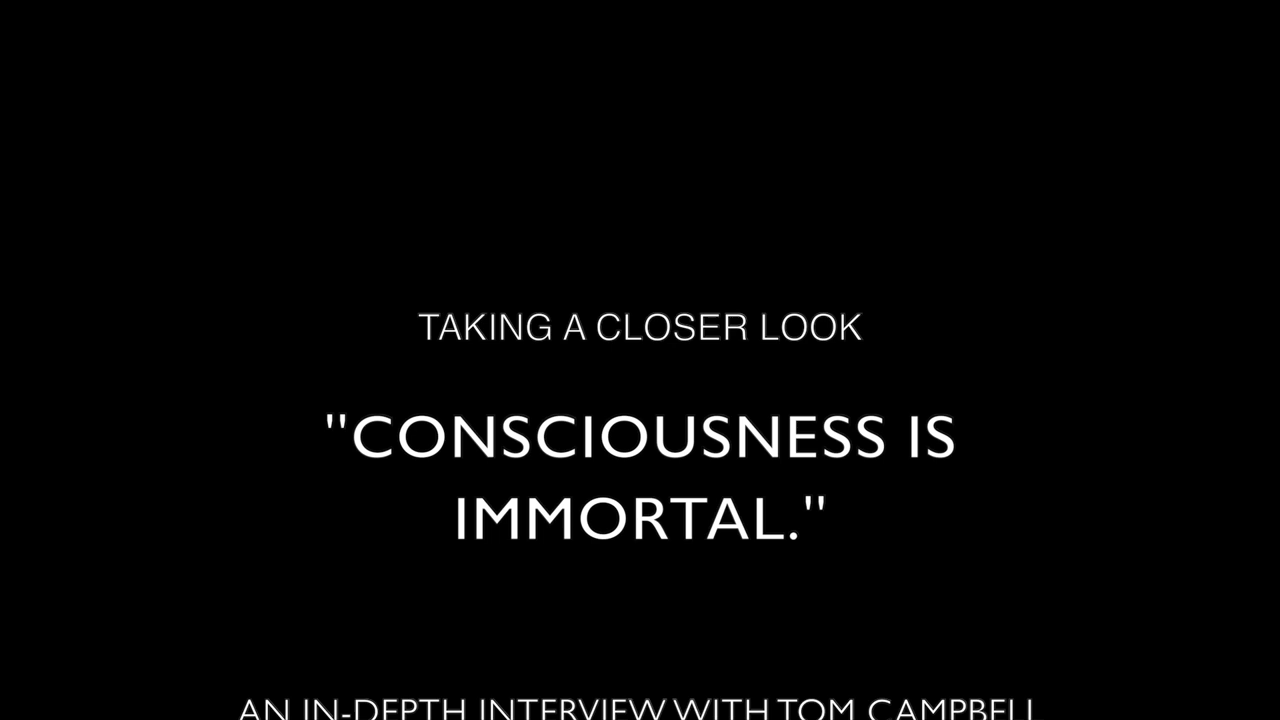 TAKING A CLOSER LOOK
"CONSCIOUSNESS IS
IMMORTAL."
AN IN-DEPTH INTERVIEW WITH TOM CAMPBELL